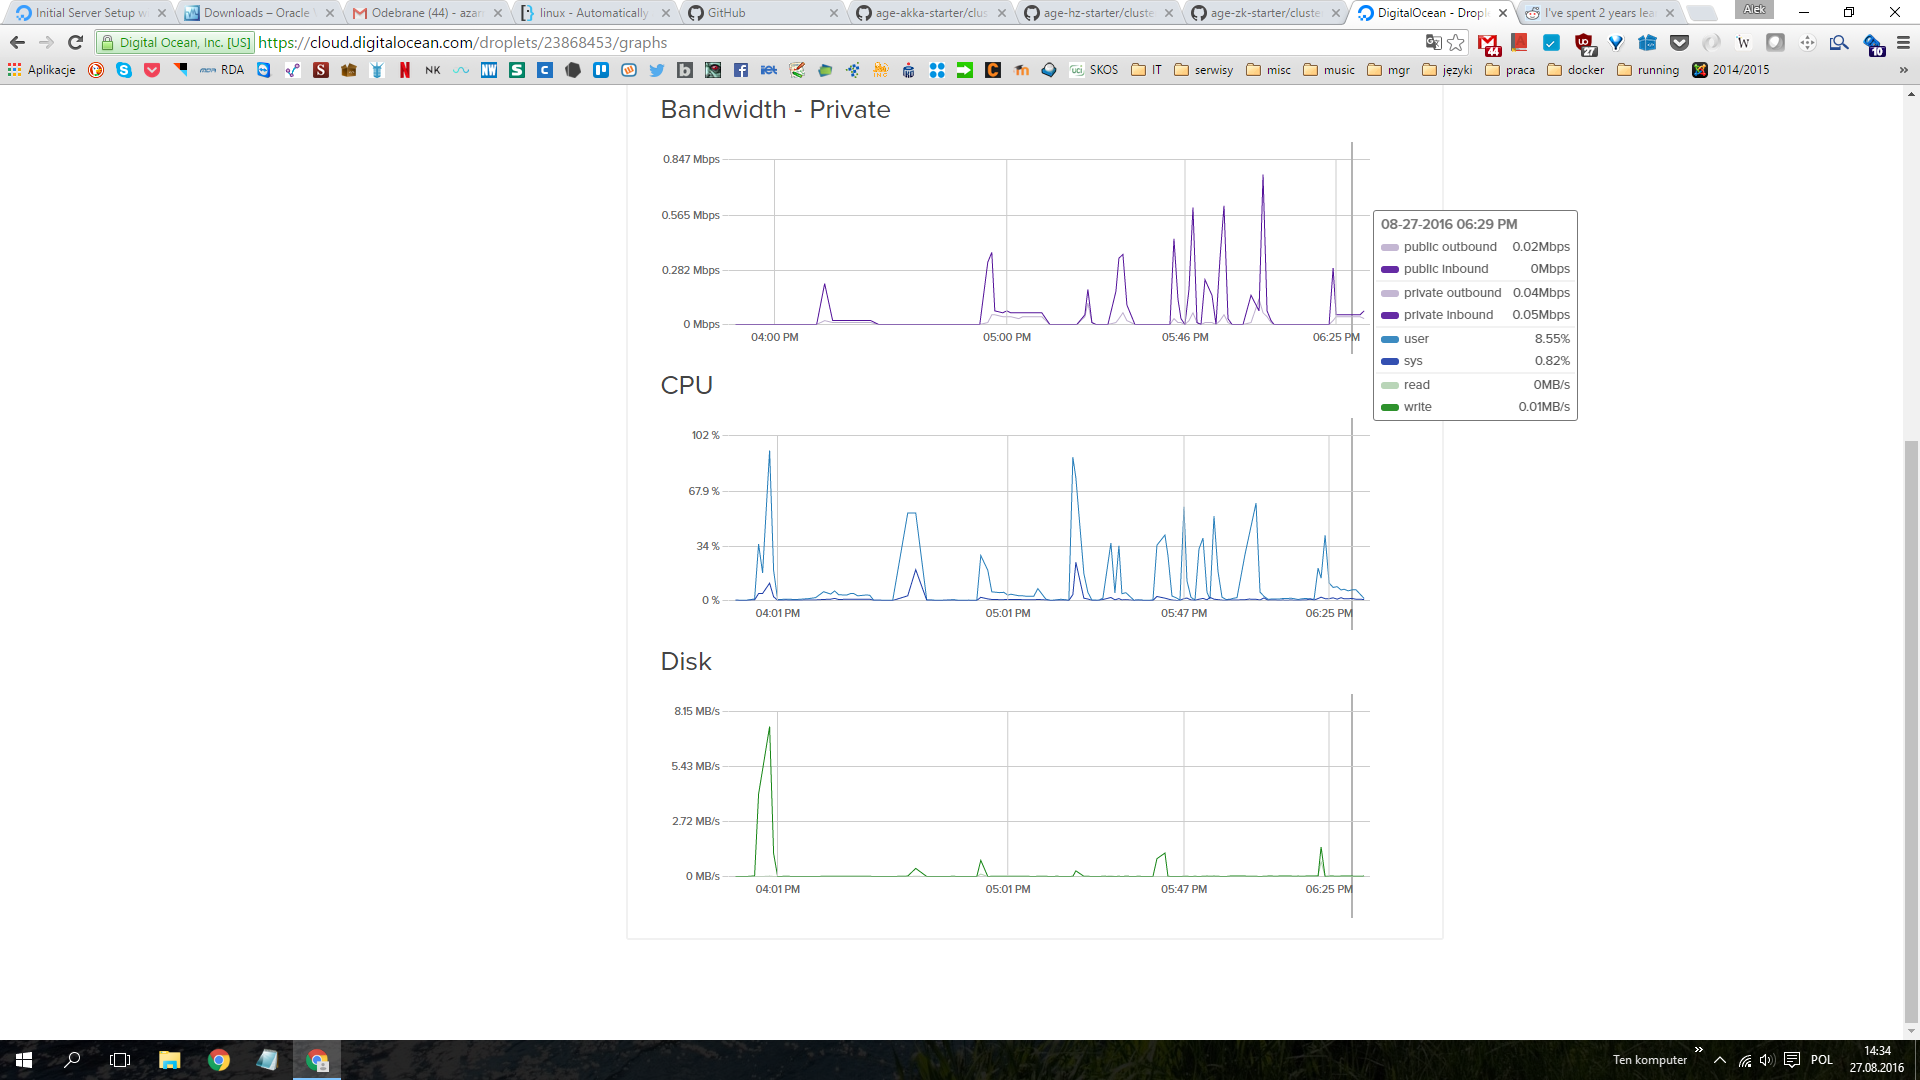 Initial Server Setup w
Downloads – Oracle
Odebrane (44) - azam
linux - Automatically
GitHub
age-akka-starter/clus
age-hz-starter/cluste
age-zk-starter/cluste
DigitalOcean - Drople
I've spent 2 years lea
Alek
Digital Ocean, Inc. [US]
https://cloud.digitalocean.com/droplets/23868453/graphs
44
27
10
Aplikacje
RDA
NK
SKOS
IT
serwisy
misc
music
mgr
języki
praca
docker
running
2014/2015
»
Bandwidth - Private
0.847 Mbps
0.565 Mbps
0.282 Mbps
0 Mbps
04:00 PM
05:00 PM
05:46 PM
06:25 PM
08-27-2016 06:29 PM
public outbound 0.02Mbps
public inbound 0Mbps
private outbound 0.04Mbps
private inbound 0.05Mbps
user 8.55%
sys 0.82%
read 0MB/s
write 0.01MB/s
CPU
102 %
67.9 %
34 %
0 %
04:01 PM
05:01 PM
05:47 PM
06:25 PM
Disk
8.15 MB/s
5.43 MB/s
2.72 MB/s
0 MB/s
04:01 PM
05:01 PM
05:47 PM
06:25 PM
Ten komputer
»
POL
14:34
27.08.2016